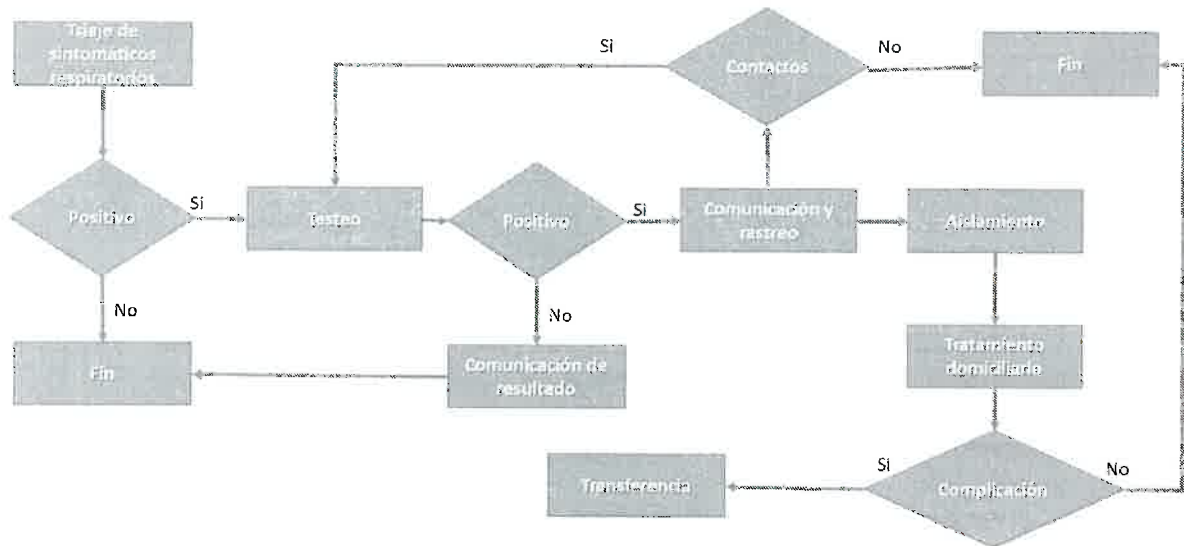 Triaje de
sintomáticos
respiratorios
Si
Contactos
No
Fin
Positivo
Si
Testeo
Positivo
Si
Comunicación y
rastreo
Aislamiento
No
No
Fin
Comunicación de
resultado
Tratamiento
domiciliario
Transferencia
Si
Complicación
No